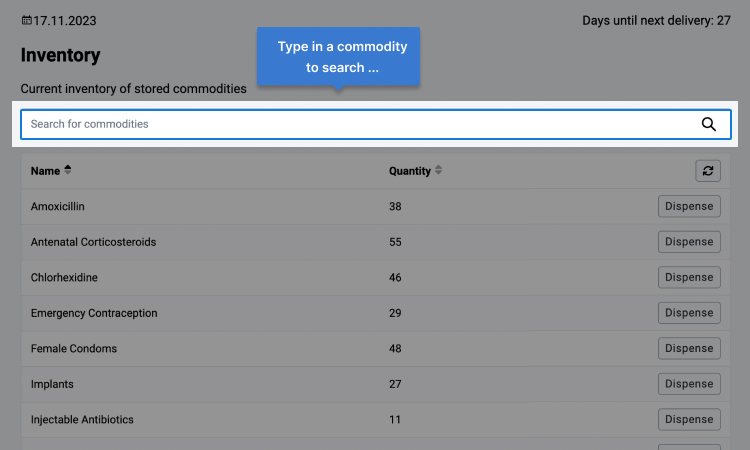 17.11.2023
Days until next delivery: 27
Inventory
Type in a commodity
to search ...
Current inventory of stored commodities
Search for commodities
Name Quantity
Amoxicillin 38 Dispense
Antenatal Corticosteroids 55 Dispense
Chlorhexidine 46 Dispense
Emergency Contraception 29 Dispense
Female Condoms 48 Dispense
Implants 27 Dispense
Injectable Antibiotics 11 Dispense